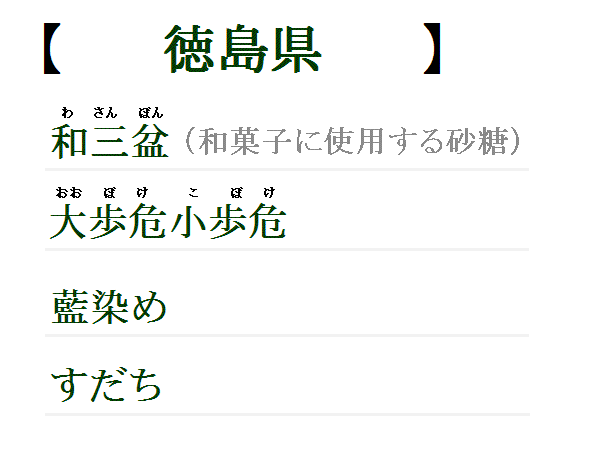 【　徳島県　】
わ さん ぼん
和三盆（和菓子に使用する砂糖）
おお ぼ け こ ぼ け
大歩危小歩危
藍染め
すだち